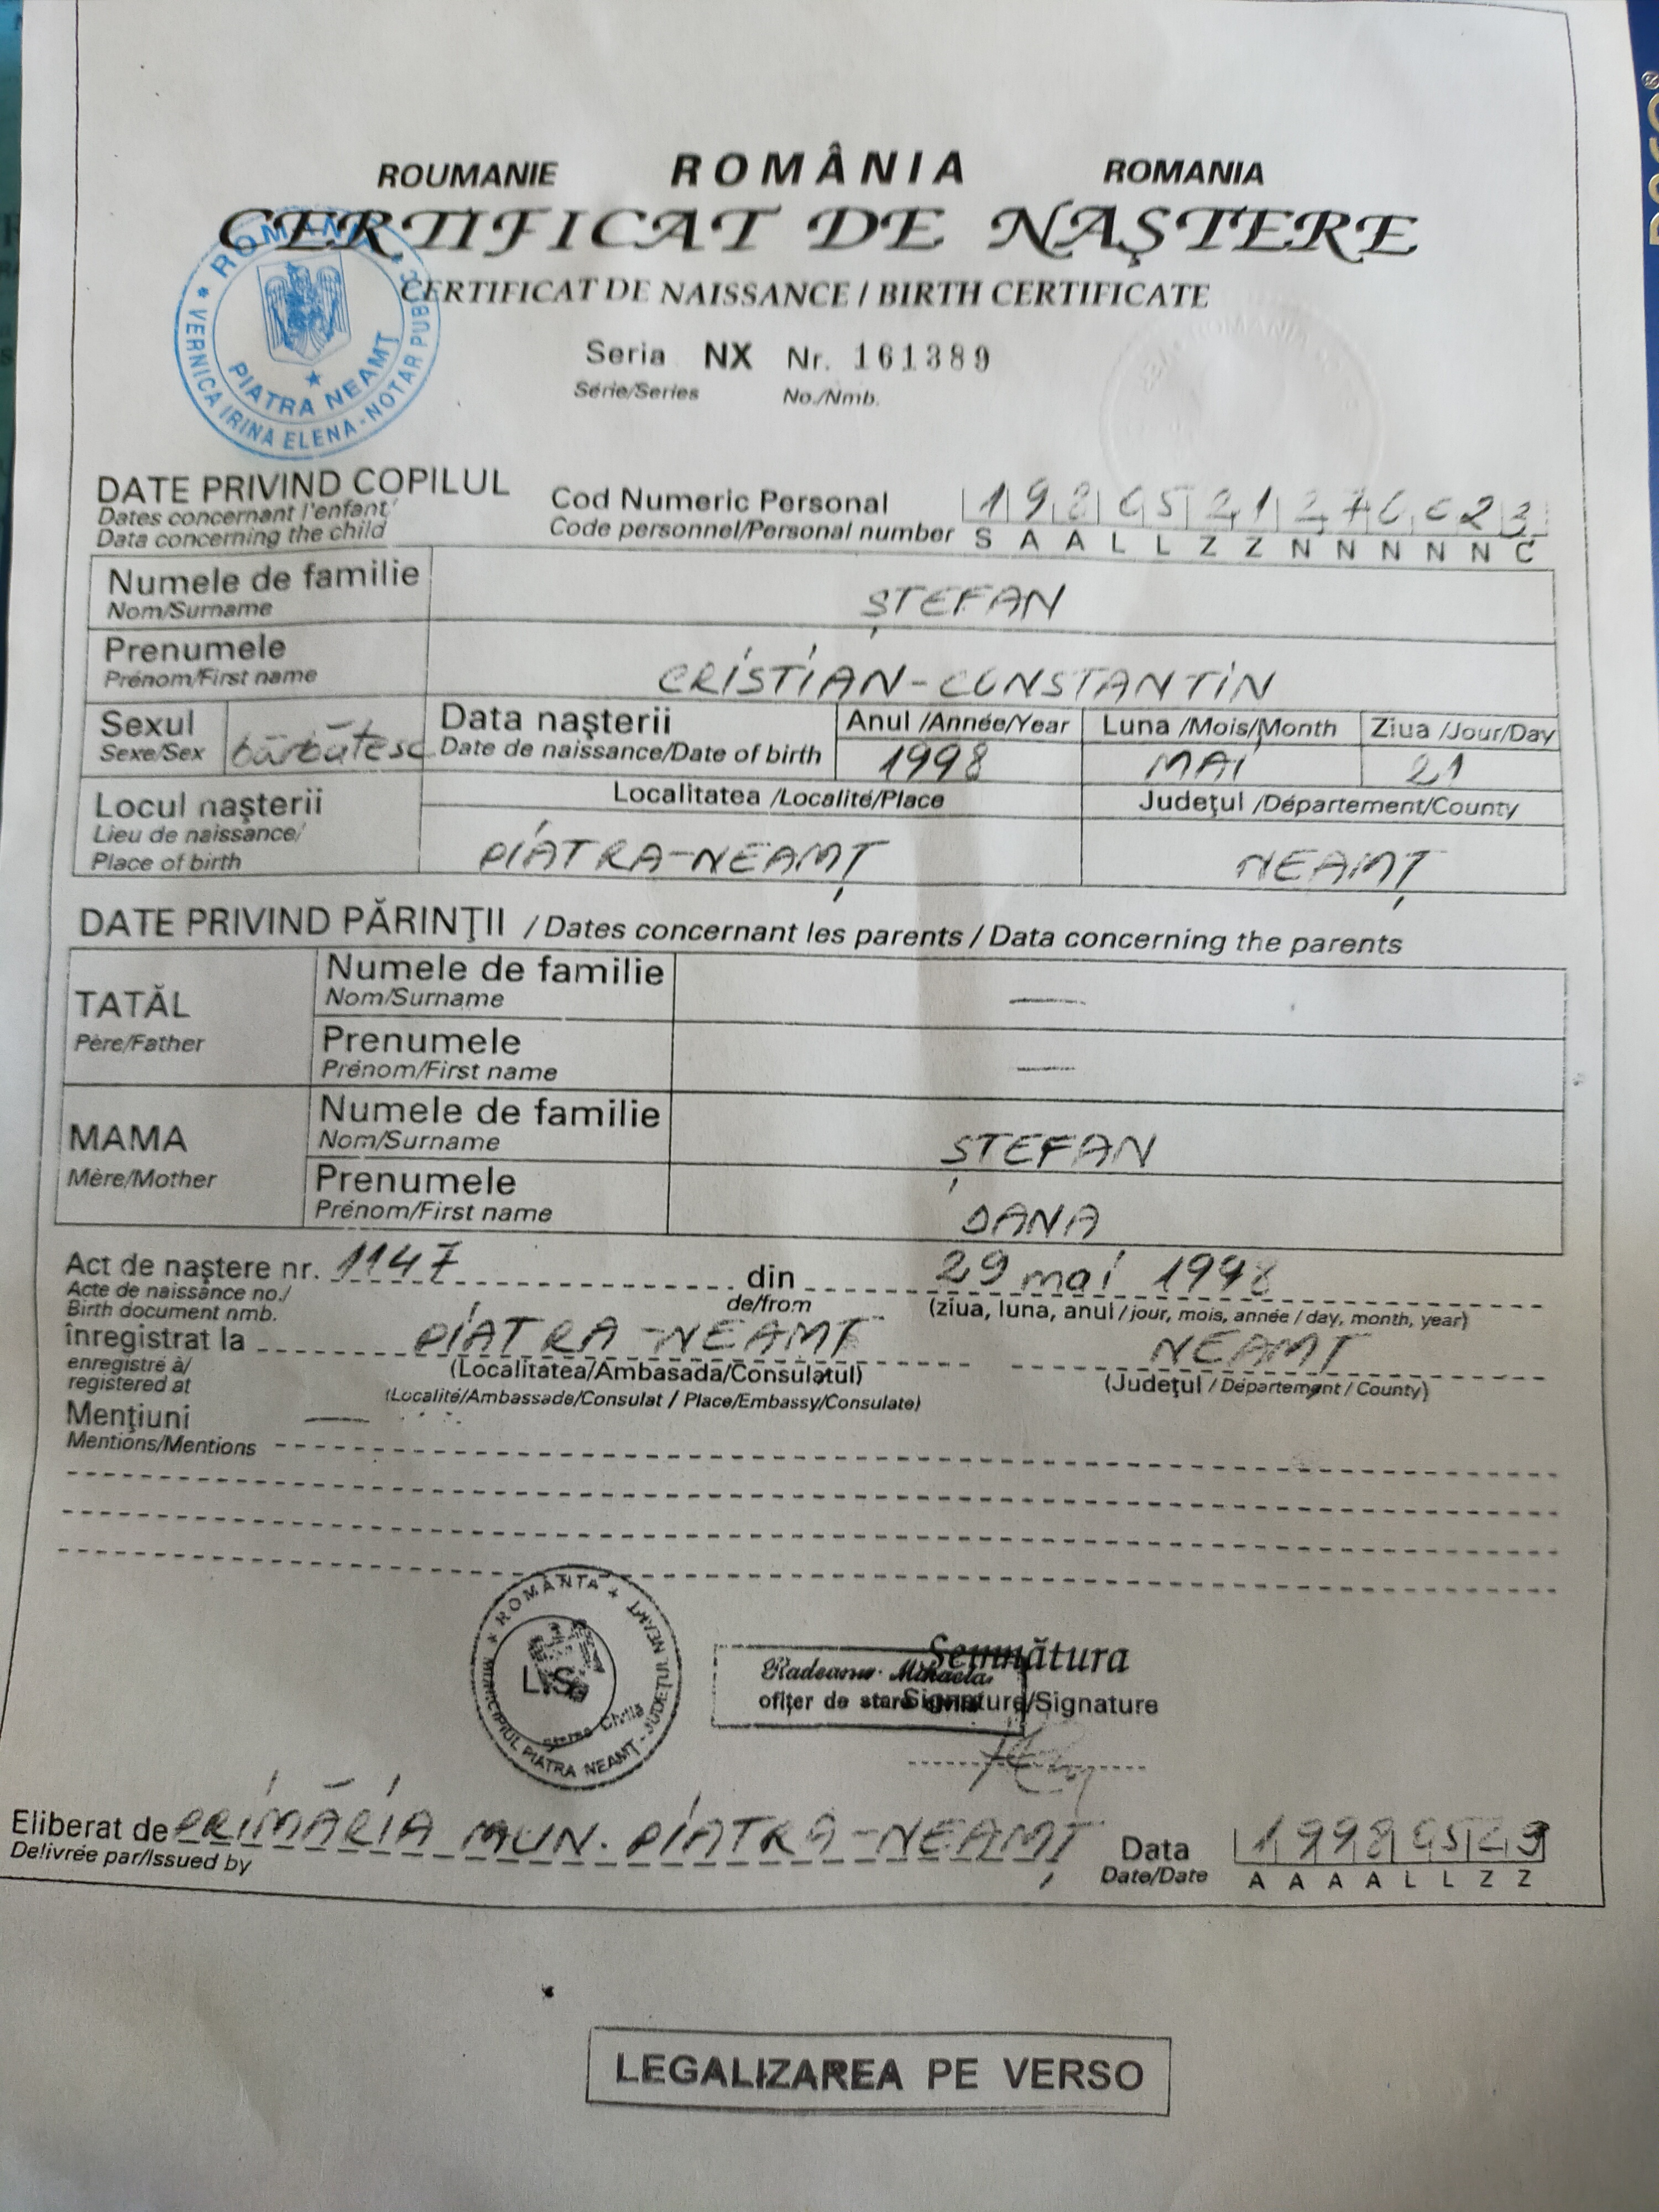 ROUMANIE ROMÂNIA ROMANIA
CERTIFICAT DE NAŞTERE
CERTIFICAT DE NAISSANCE / BIRTH CERTIFICATE
ROMANIA
PIATRA NEAMŢ
VERNICA IRINA ELENA - NOTAR PUBLIC
Seria NX Nr. 161389
Série/Series No./Nmb.
DATE PRIVIND COPILUL
Dates concernant l'enfant/
Data concerning the child
Cod Numeric Personal 1980521270623
Code personnel/Personal number S A A L L Z Z N N N N N C
Numele de familie ŞTEFAN
Nom/Surname
Prenumele CRISTIAN-CONSTANTIN
Prénom/First name
Sexul bărbătesc Data naşterii Anul /Année/Year Luna /Mois/Month Ziua /Jour/Day
Sexe/Sex Date de naissance/Date of birth 1998 MAI 21
Locul naşterii Localitatea /Localité/Place Judeţul /Département/County
Lieu de naissance/
Place of birth PIATRA-NEAMŢ NEAMŢ
DATE PRIVIND PĂRINŢII / Dates concernant les parents / Data concerning the parents
TATĂL Numele de familie —
Père/Father Nom/Surname
Prenumele —
Prénom/First name
MAMA Numele de familie ŞTEFAN
Mère/Mother Nom/Surname
Prenumele DANA
Prénom/First name
Act de naştere nr. 1147 din 29 mai 1998
Acte de naissance no./ de/from (ziua, luna, anul / jour, mois, année / day, month, year)
Birth document nmb.
înregistrat la PIATRA-NEAMT NEAMT
enregistré à/ (Localitatea/Ambasada/Consulatul) (Judeţul / Département / County)
registered at (Localité/Ambassade/Consulat / Place/Embassy/Consulate)
Menţiuni —
Mentions/Mentions
ROMÂNIA
MUNICIPIUL PIATRA NEAMŢ - JUDEŢUL NEAMŢ
L.S.
Starea Civilă
Semnătura
Mihaela
ofiţer de stare civilă
Signature/Signature
Eliberat de PRIMĂRIA MUN. PIATRA-NEAMŢ Data 19980529
Délivrée par/Issued by Date/Date A A A A L L Z Z
LEGALIZAREA PE VERSO